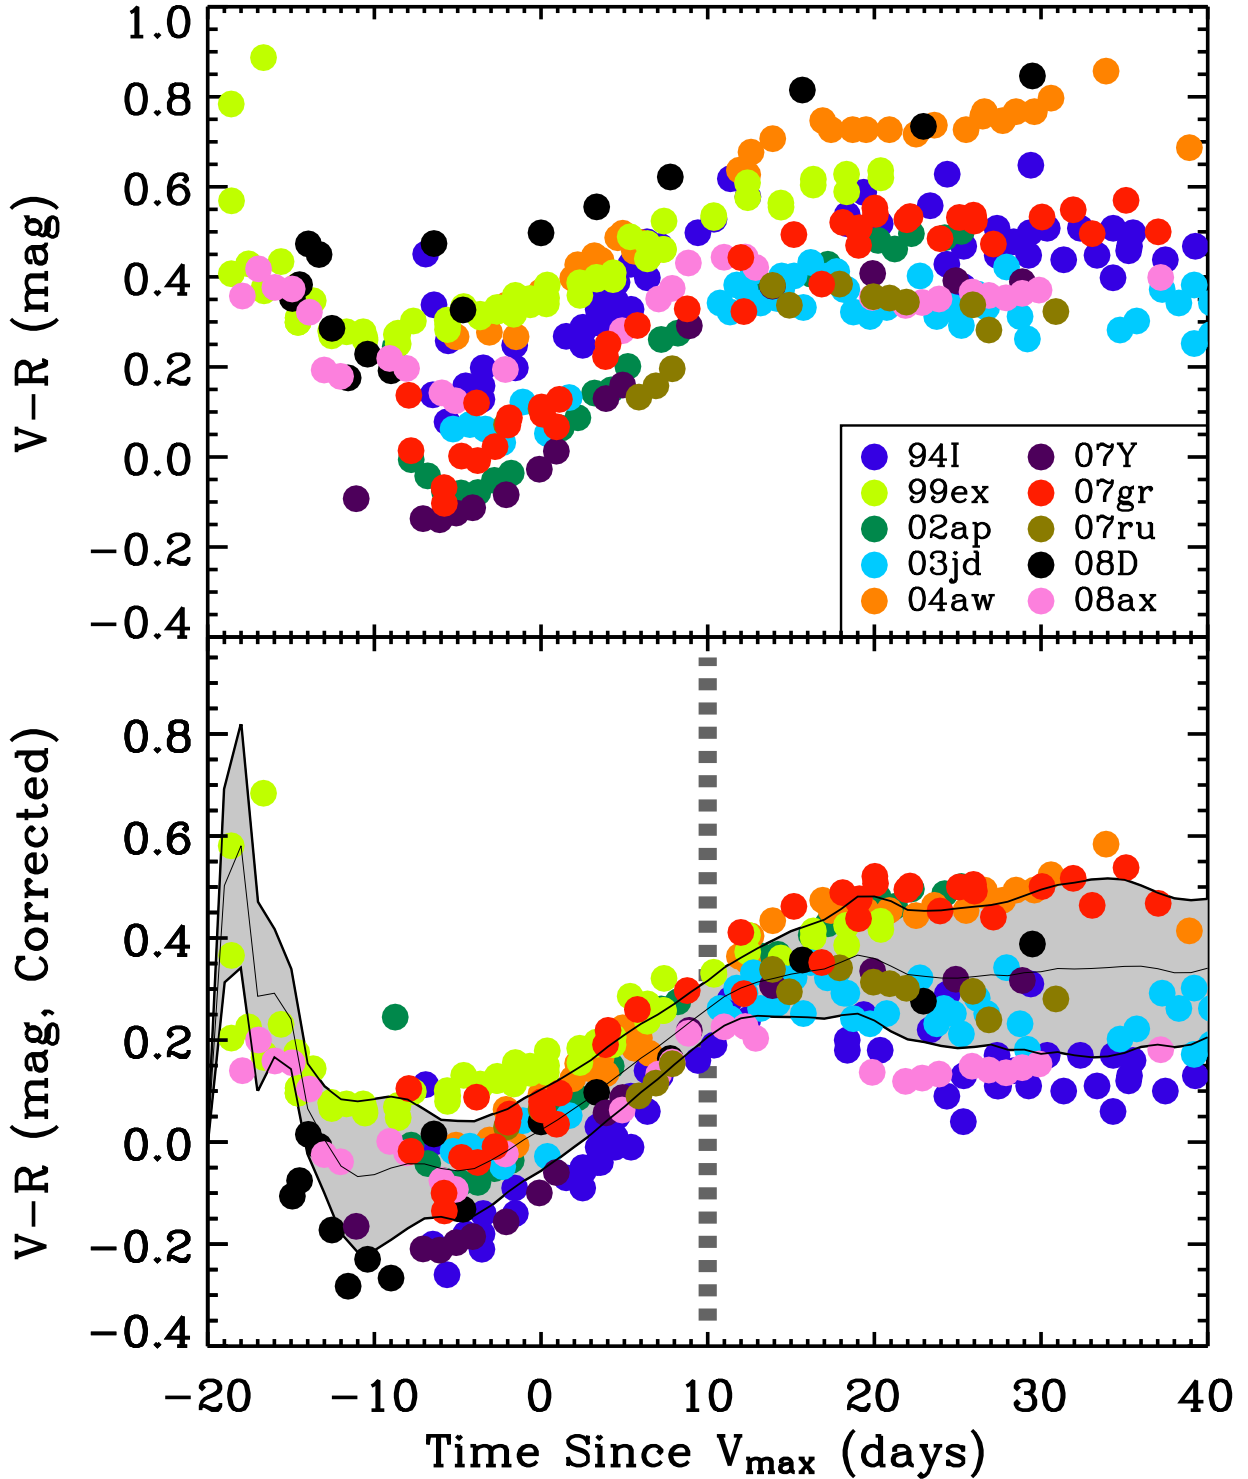 1.0
0.8
0.6
0.4
0.2
0.0
−0.2
−0.4
V−R (mag)
94I
99ex
02ap
03jd
04aw
07Y
07gr
07ru
08D
08ax
0.8
0.6
0.4
0.2
0.0
−0.2
−0.4
V−R (mag, Corrected)
−20 −10 0 10 20 30 40
Time Since Vmax (days)